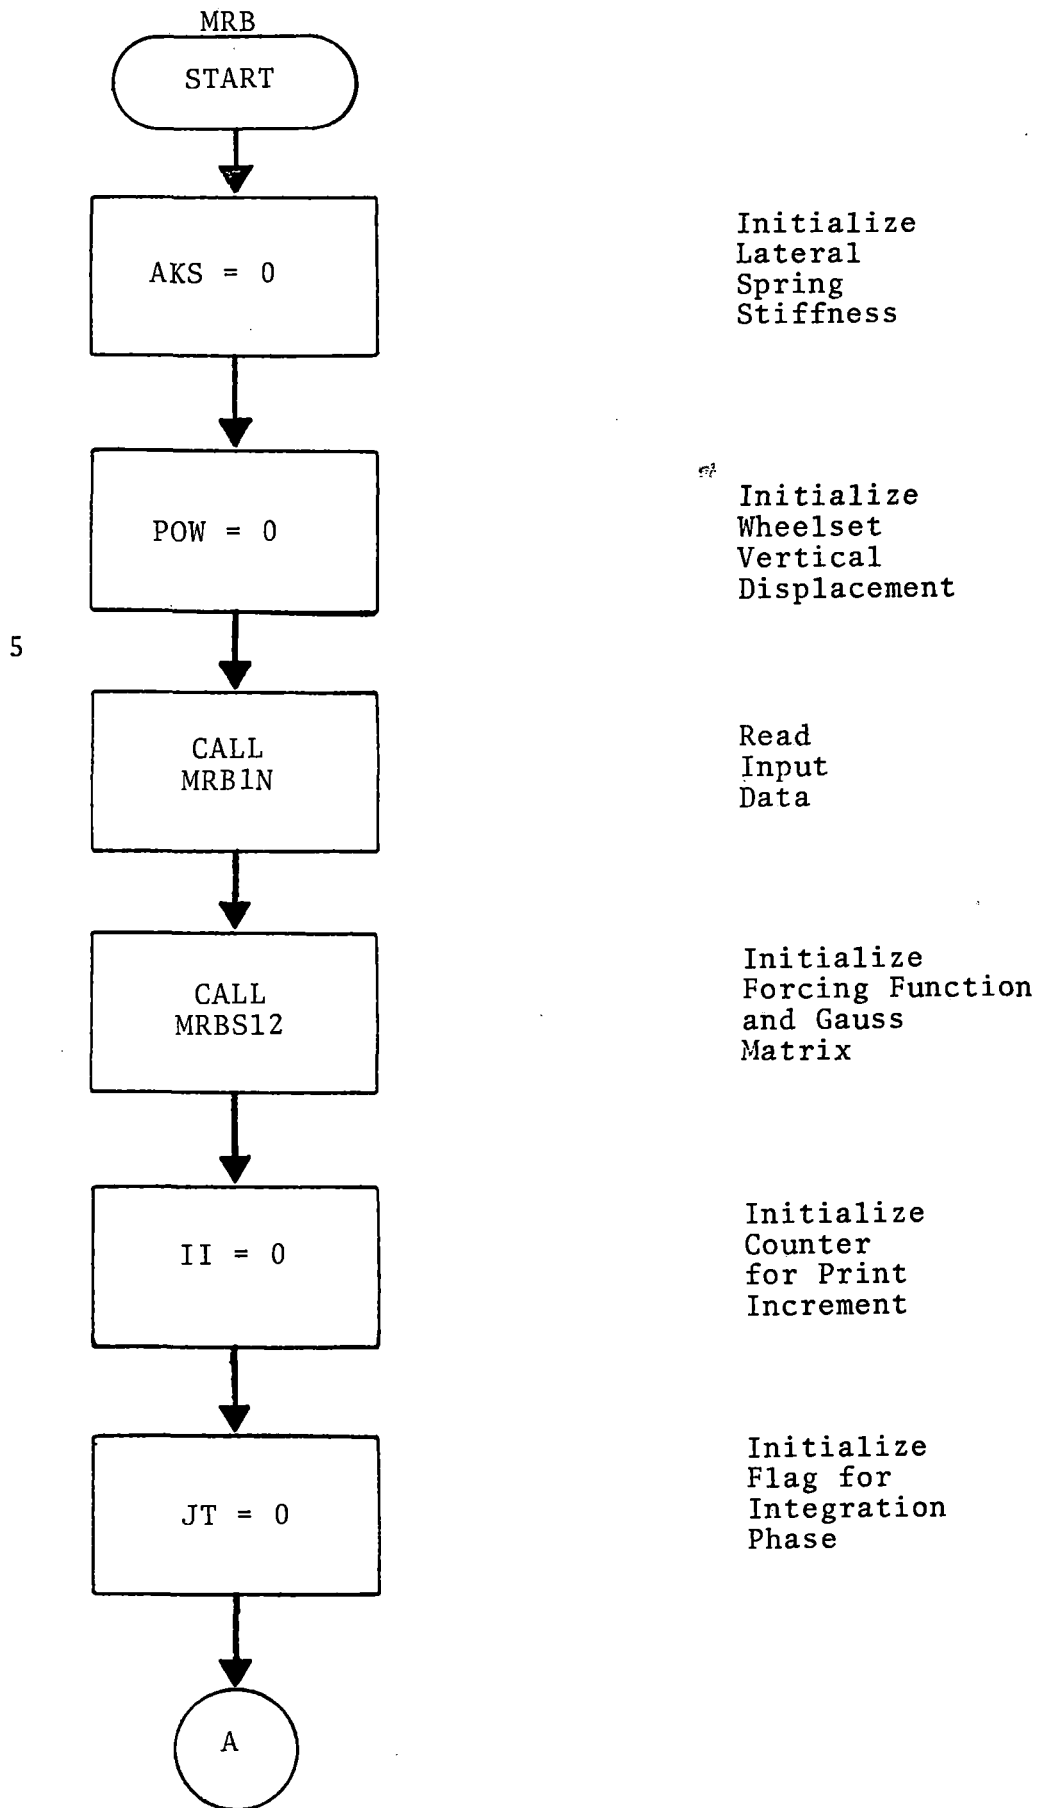 MRB
START
AKS = 0
Initialize
Lateral
Spring
Stiffness
POW = 0
Initialize
Wheelset
Vertical
Displacement
5
CALL
MRB1N
Read
Input
Data
CALL
MRBS12
Initialize
Forcing Function
and Gauss
Matrix
II = 0
Initialize
Counter
for Print
Increment
JT = 0
Initialize
Flag for
Integration
Phase
A